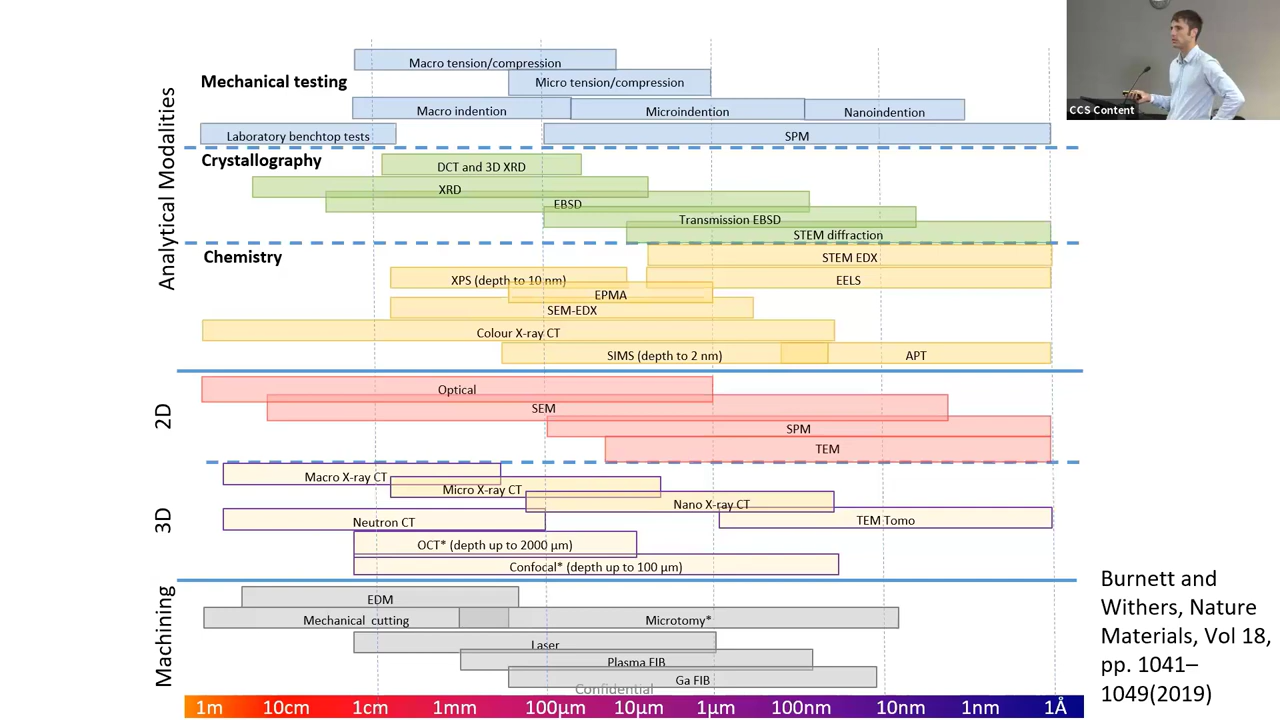 CCS Content
Analytical Modalities
Mechanical testing
Macro tension/compression
Micro tension/compression
Macro indention
Microindention
Nanoindention
Laboratory benchtop tests
SPM
Crystallography
DCT and 3D XRD
XRD
EBSD
Transmission EBSD
STEM diffraction
Chemistry
STEM EDX
XPS (depth to 10 nm)
EELS
EPMA
SEM-EDX
Colour X-ray CT
SIMS (depth to 2 nm)
APT
2D
Optical
SEM
SPM
TEM
3D
Macro X-ray CT
Micro X-ray CT
Nano X-ray CT
Neutron CT
TEM Tomo
OCT* (depth up to 2000 µm)
Confocal* (depth up to 100 µm)
Machining
EDM
Mechanical cutting
Microtomy*
Laser
Plasma FIB
Ga FIB
Confidential
1m 10cm 1cm 1mm 100µm 10µm 1µm 100nm 10nm 1nm 1Å
Burnett and
Withers, Nature
Materials, Vol 18,
pp. 1041–
1049(2019)